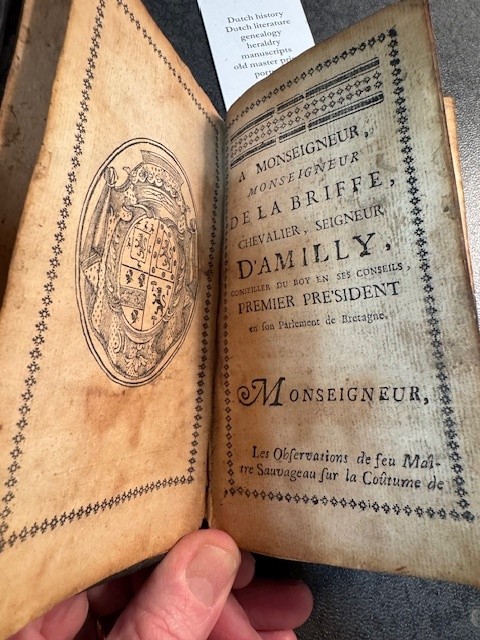 Dutch history
Dutch literature
genealogy
heraldry
manuscripts
old master
A MONSEIGNEUR,
MONSEIGNEUR
DE LA BRIFFE,
CHEVALIER, SEIGNEUR
D'AMILLY,
CONSEILLER DU ROY EN SES CONSEILS,
PREMIER PRE'SIDENT
en ſon Parlement de Bretagne.
MONSEIGNEUR,
Les Obſervations de feu Maî-
tre Sauvageau ſur la Coûtume de